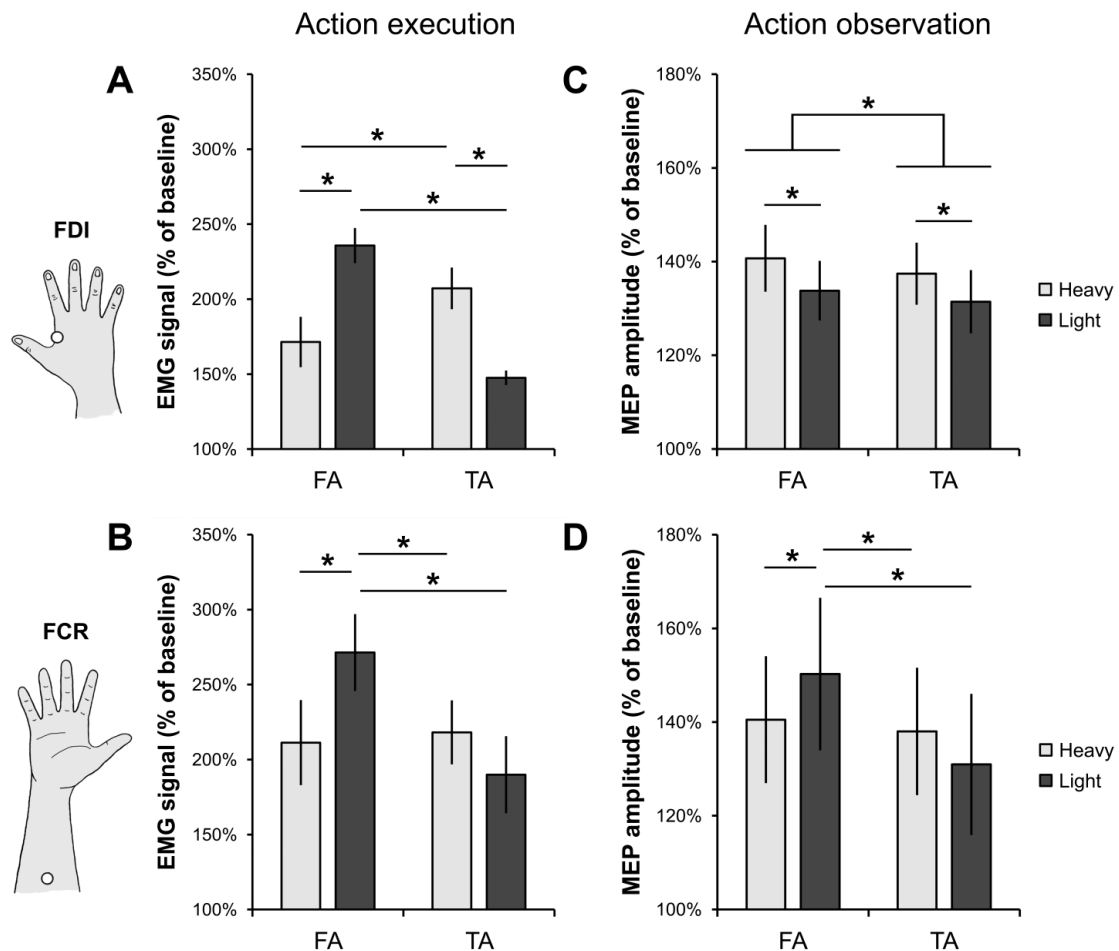 Action execution
Action observation
A
350%
300%
250%
200%
150%
100%
EMG signal (% of baseline)
*
*
*
*
FA
TA
FDI
C
180%
160%
140%
120%
100%
MEP amplitude (% of baseline)
*
*
*
FA
TA
Heavy
Light
B
350%
300%
250%
200%
150%
100%
EMG signal (% of baseline)
*
*
*
FA
TA
FCR
D
180%
160%
140%
120%
100%
MEP amplitude (% of baseline)
*
*
*
FA
TA
Heavy
Light